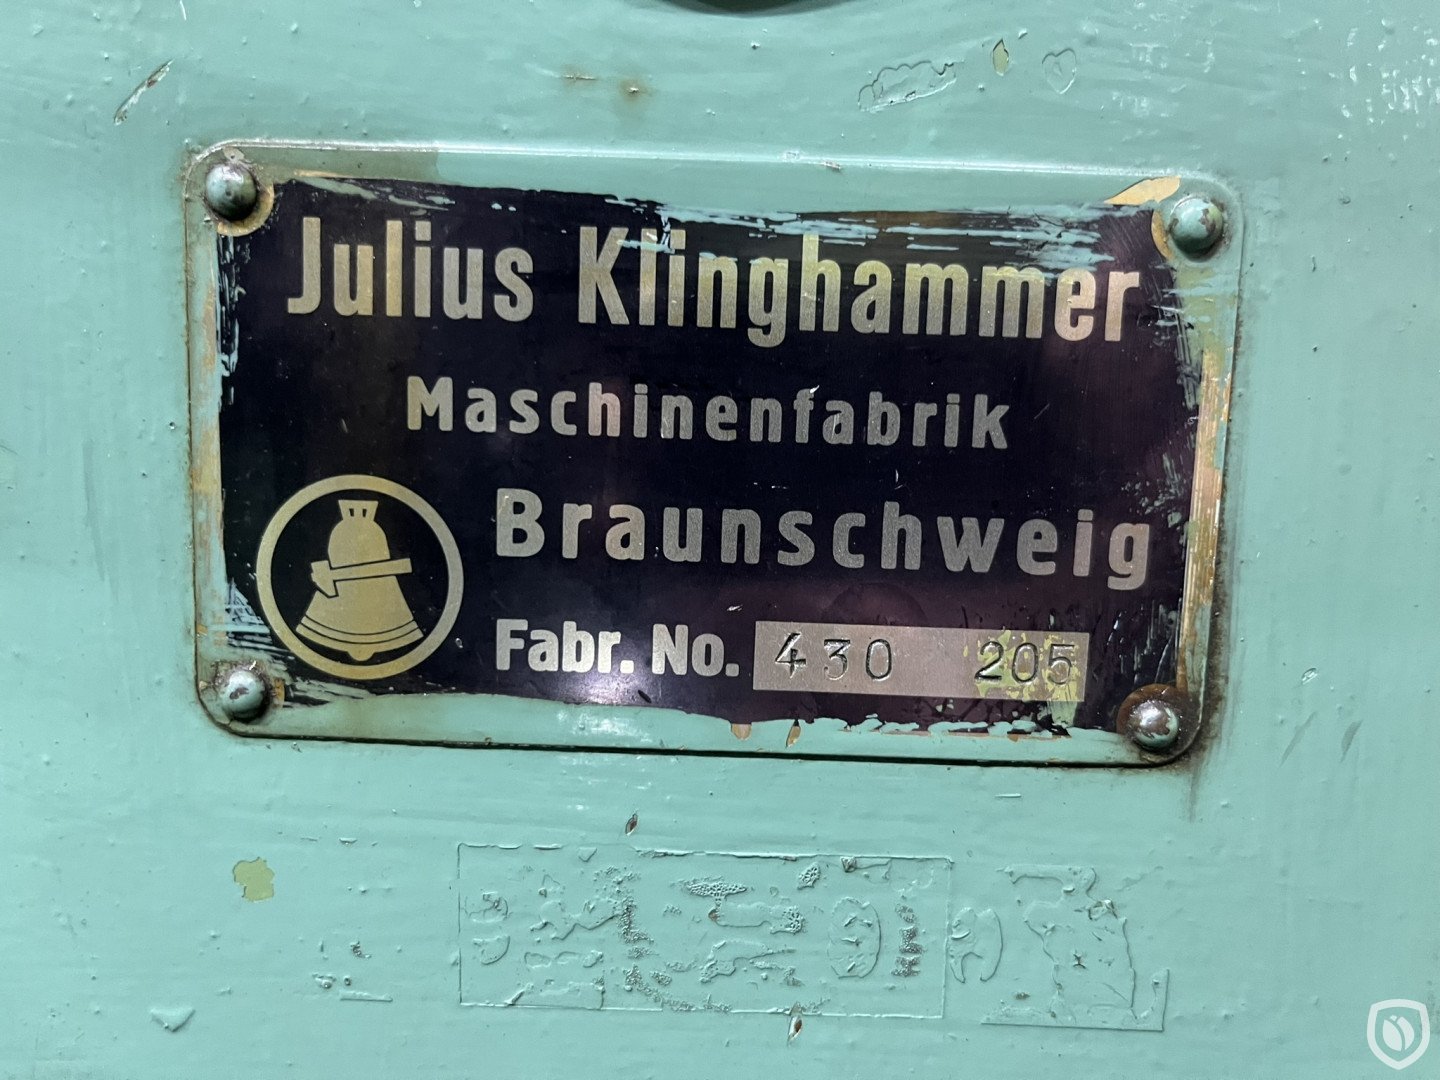 Julius Klinghammer
Maschinenfabrik
Braunschweig
Fabr. No. 430 205